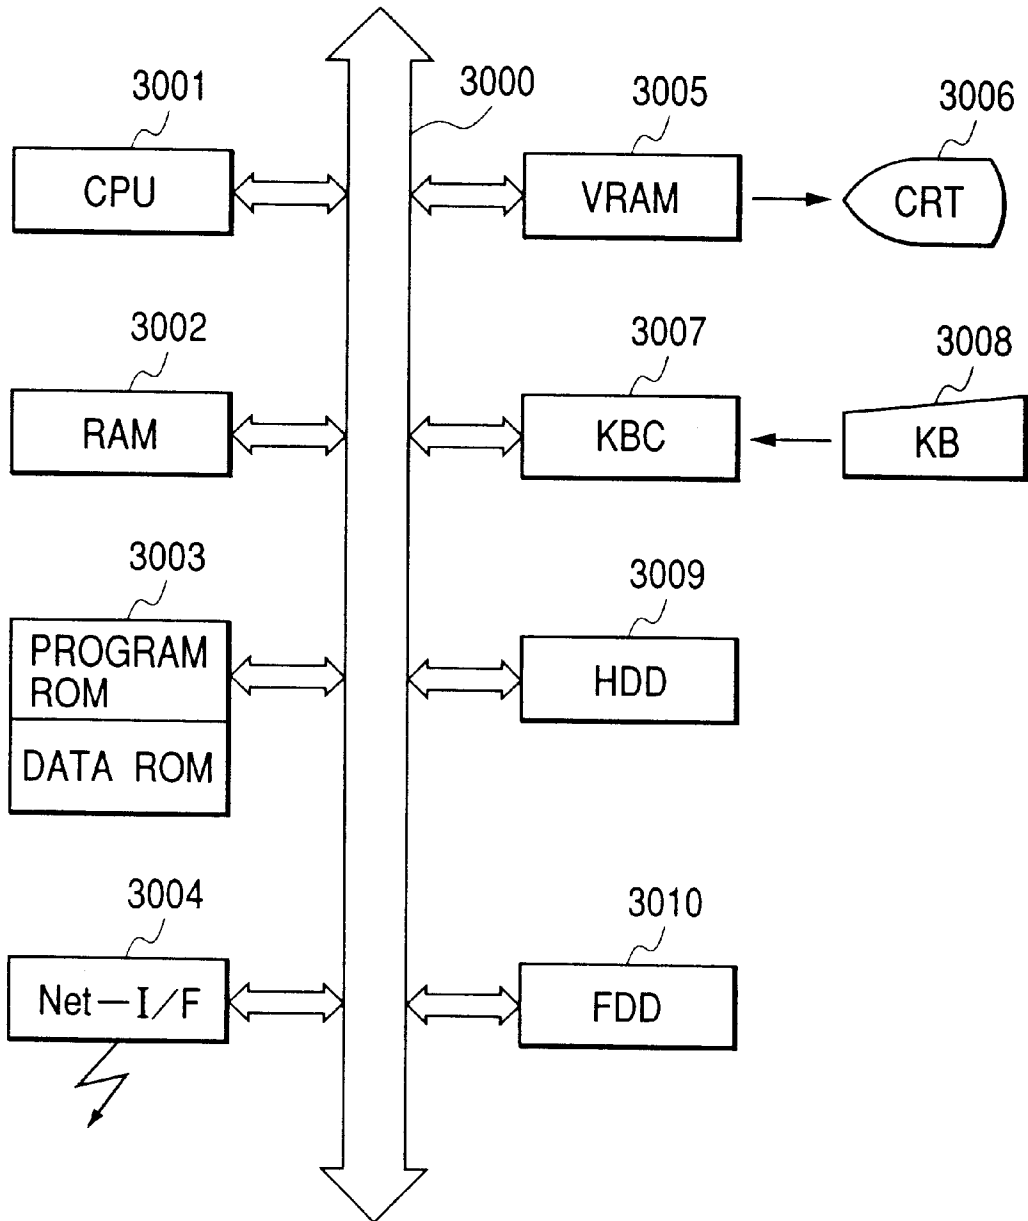 3000
3001
CPU
3005
VRAM
3006
CRT
3002
RAM
3007
KBC
3008
KB
3003
PROGRAM
ROM
DATA ROM
3009
HDD
3004
Net-I/F
3010
FDD